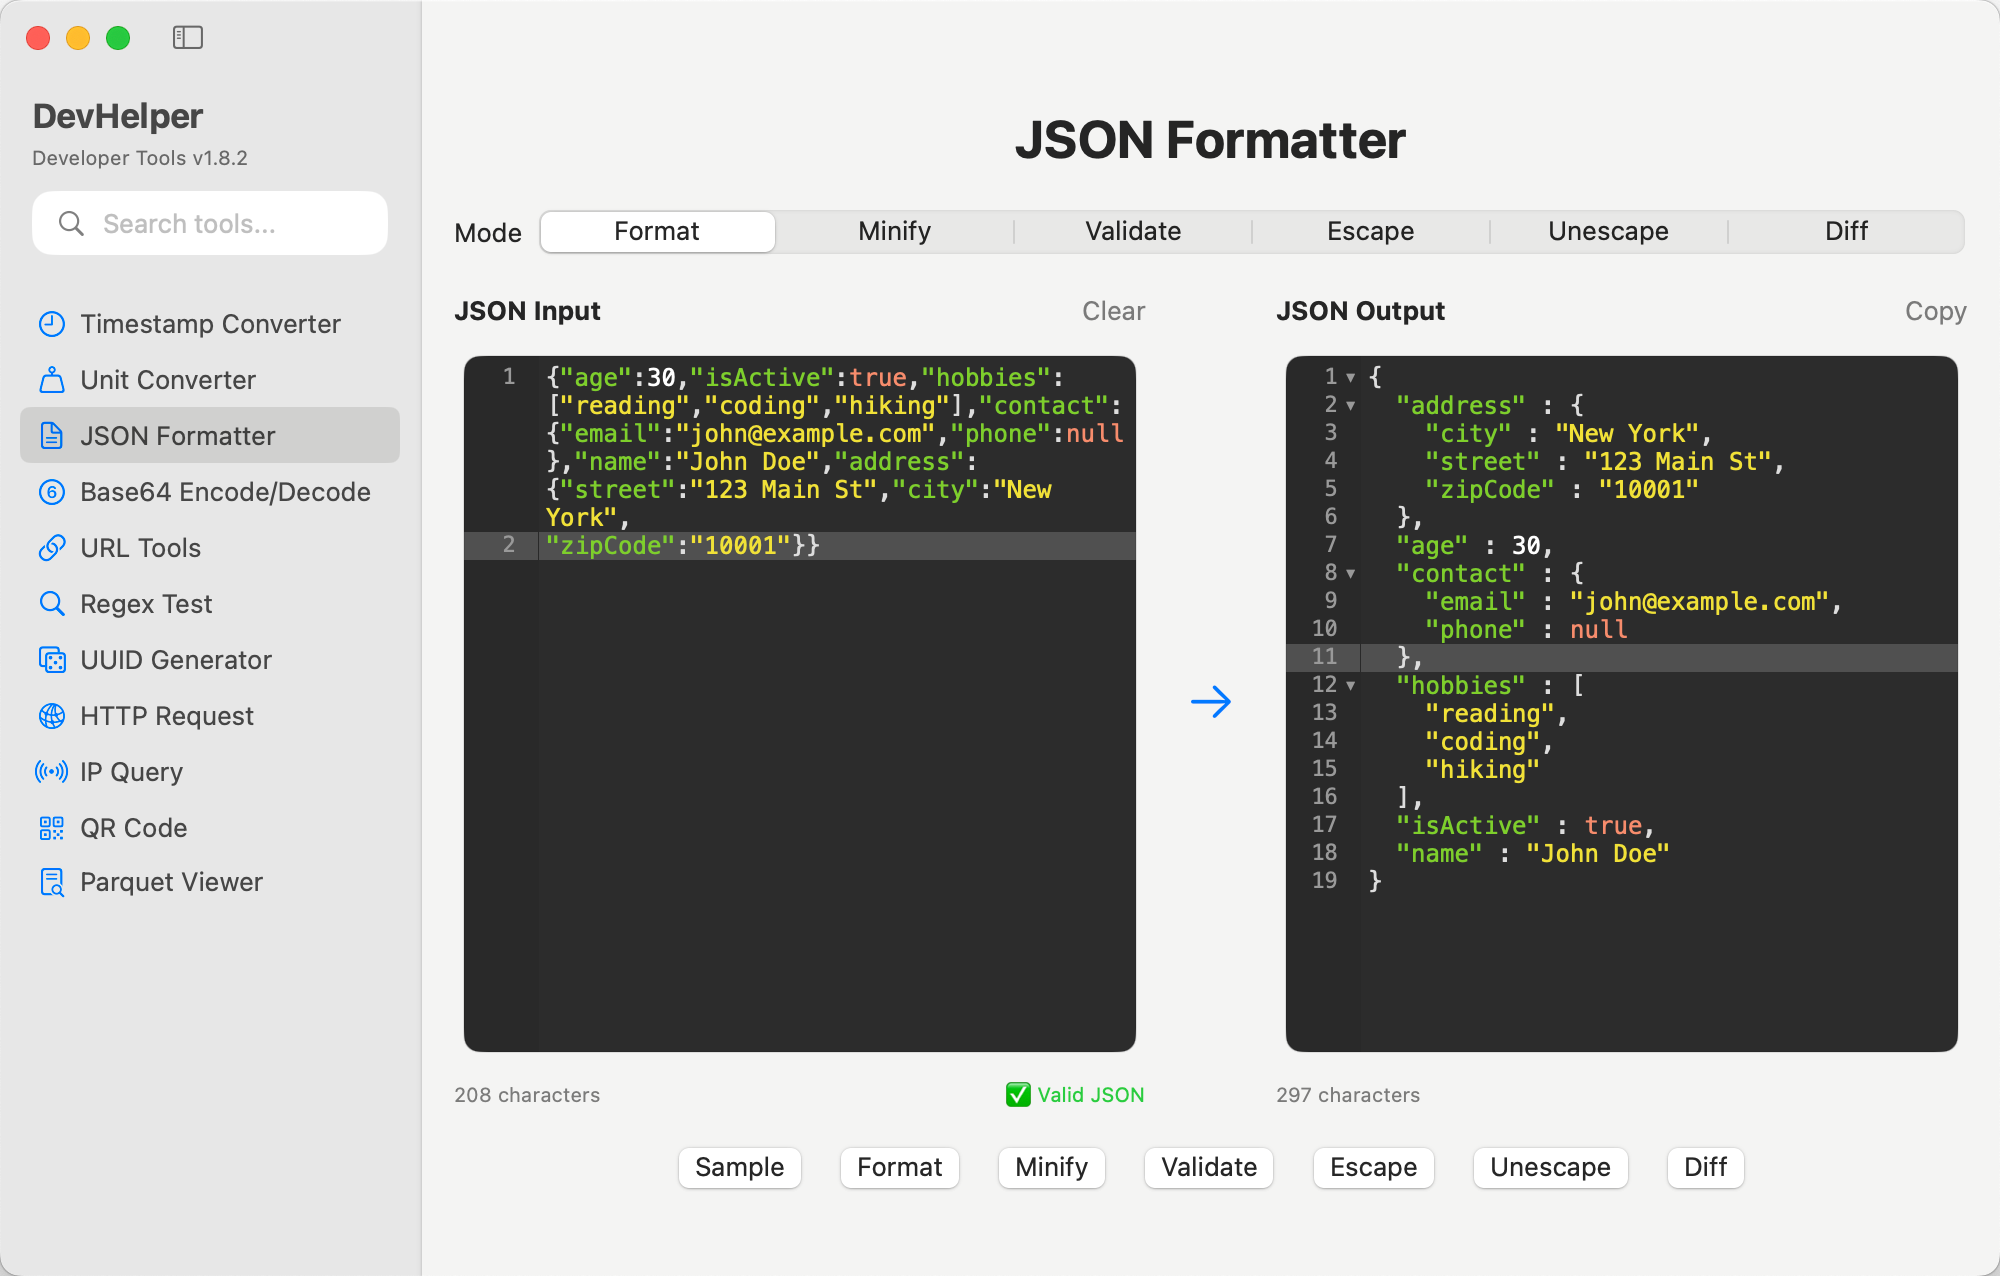 DevHelper
Developer Tools v1.8.2
Search tools...
Timestamp Converter
Unit Converter
JSON Formatter
6 Base64 Encode/Decode
URL Tools
Regex Test
UUID Generator
HTTP Request
IP Query
QR Code
Parquet Viewer
JSON Formatter
Mode Format Minify Validate Escape Unescape Diff
JSON Input Clear
1 {"age":30,"isActive":true,"hobbies":
["reading","coding","hiking"],"contact":
{"email":"john@example.com","phone":null
},"name":"John Doe","address":
{"street":"123 Main St","city":"New
York",
2 "zipCode":"10001"}}
208 characters
✅ Valid JSON
JSON Output Copy
1 ▼ {
2 ▼ "address" : {
3 "city" : "New York",
4 "street" : "123 Main St",
5 "zipCode" : "10001"
6 },
7 "age" : 30,
8 ▼ "contact" : {
9 "email" : "john@example.com",
10 "phone" : null
11 },
12 ▼ "hobbies" : [
13 "reading",
14 "coding",
15 "hiking"
16 ],
17 "isActive" : true,
18 "name" : "John Doe"
19 }
297 characters
Sample Format Minify Validate Escape Unescape Diff